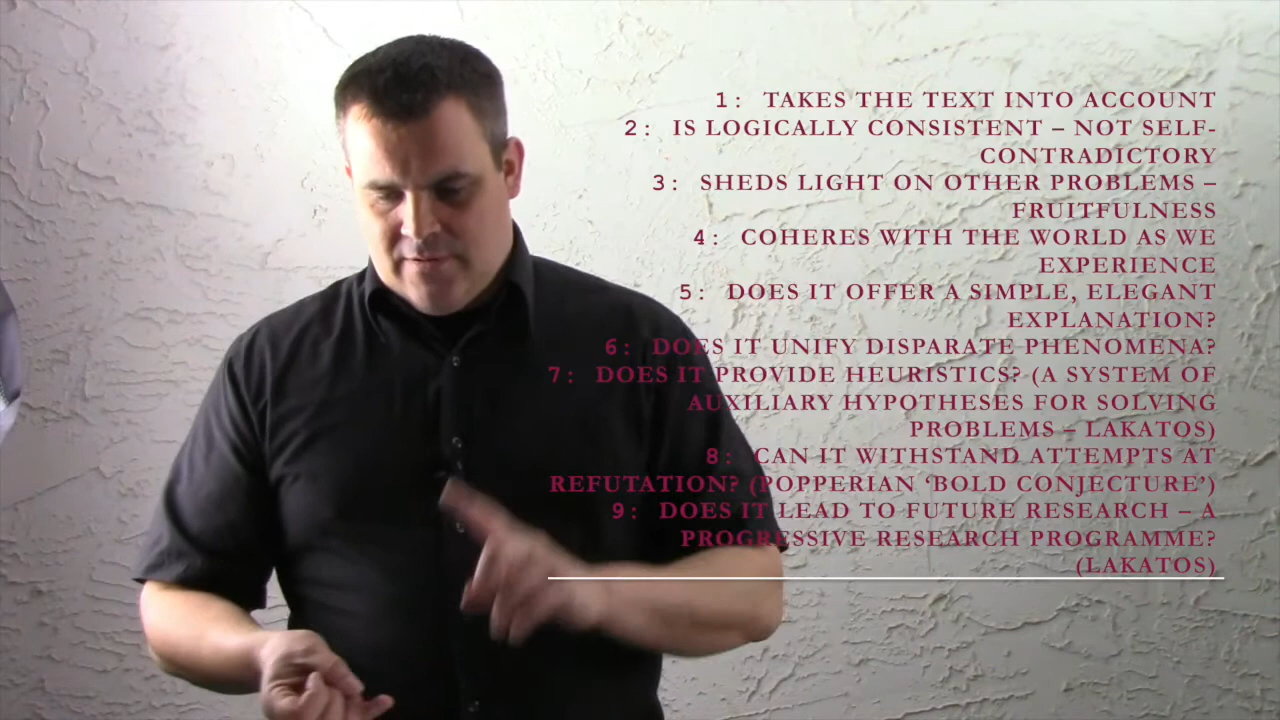 1: TAKES THE TEXT INTO ACCOUNT
2: IS LOGICALLY CONSISTENT – NOT SELF-
CONTRADICTORY
3: SHEDS LIGHT ON OTHER PROBLEMS –
FRUITFULNESS
4: COHERES WITH THE WORLD AS WE
EXPERIENCE
5: DOES IT OFFER A SIMPLE, ELEGANT
EXPLANATION?
6: DOES IT UNIFY DISPARATE PHENOMENA?
7: DOES IT PROVIDE HEURISTICS? (A SYSTEM OF
AUXILIARY HYPOTHESES FOR SOLVING
PROBLEMS – LAKATOS)
8: CAN IT WITHSTAND ATTEMPTS AT
REFUTATION? (POPPERIAN ‘BOLD CONJECTURE’)
9: DOES IT LEAD TO FUTURE RESEARCH – A
PROGRESSIVE RESEARCH PROGRAMME?
(LAKATOS)